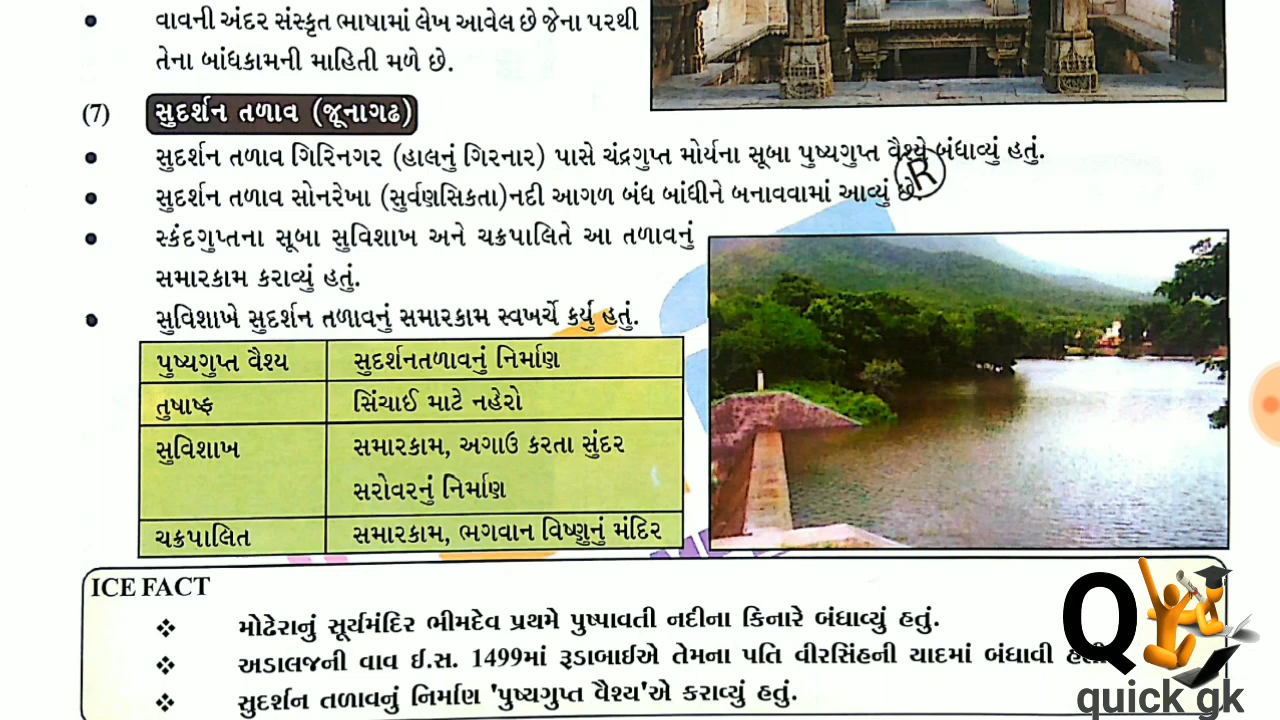 વાવની અંદર સંસ્કૃત ભાષામાં લેખ આવેલ છે જેના પરથી
તેના બાંધકામની માહિતી મળે છે.
(7) સુદર્શન તળાવ (જૂનાગઢ)
સુદર્શન તળાવ ગિરિનગર (હાલનું ગિરનાર) પાસે ચંદ્રગુપ્ત મોર્યના સૂબા પુષ્યગુપ્ત વૈશ્યે બંધાવ્યું હતું.
સુદર્શન તળાવ સોનરેખા (સુર્વણસિકતા)નદી આગળ બંધ બાંધીને બનાવવામાં આવ્યું છે.
R
સ્કંદગુપ્તના સૂબા સુવિશાખ અને ચક્રપાલિતે આ તળાવનું
સમારકામ કરાવ્યું હતું.
સુવિશાખે સુદર્શન તળાવનું સમારકામ સ્વખર્ચે કર્યું હતું.
પુષ્યગુપ્ત વૈશ્ય સુદર્શનતળાવનું નિર્માણ
તુષાષ્ફ સિંચાઈ માટે નહેરો
સુવિશાખ સમારકામ, અગાઉ કરતા સુંદર
સરોવરનું નિર્માણ
ચક્રપાલિત સમારકામ, ભગવાન વિષ્ણુનું મંદિર
ICE FACT
મોઢેરાનું સૂર્યમંદિર ભીમદેવ પ્રથમે પુષ્પાવતી નદીના કિનારે બંધાવ્યું હતું.
અડાલજની વાવ ઈ.સ. 1499માં રૂડાબાઈએ તેમના પતિ વીરસિંહની યાદમાં બંધાવી હતી
સુદર્શન તળાવનું નિર્માણ 'પુષ્યગુપ્ત વૈશ્ય'એ કરાવ્યું હતું.
Q
quick gk